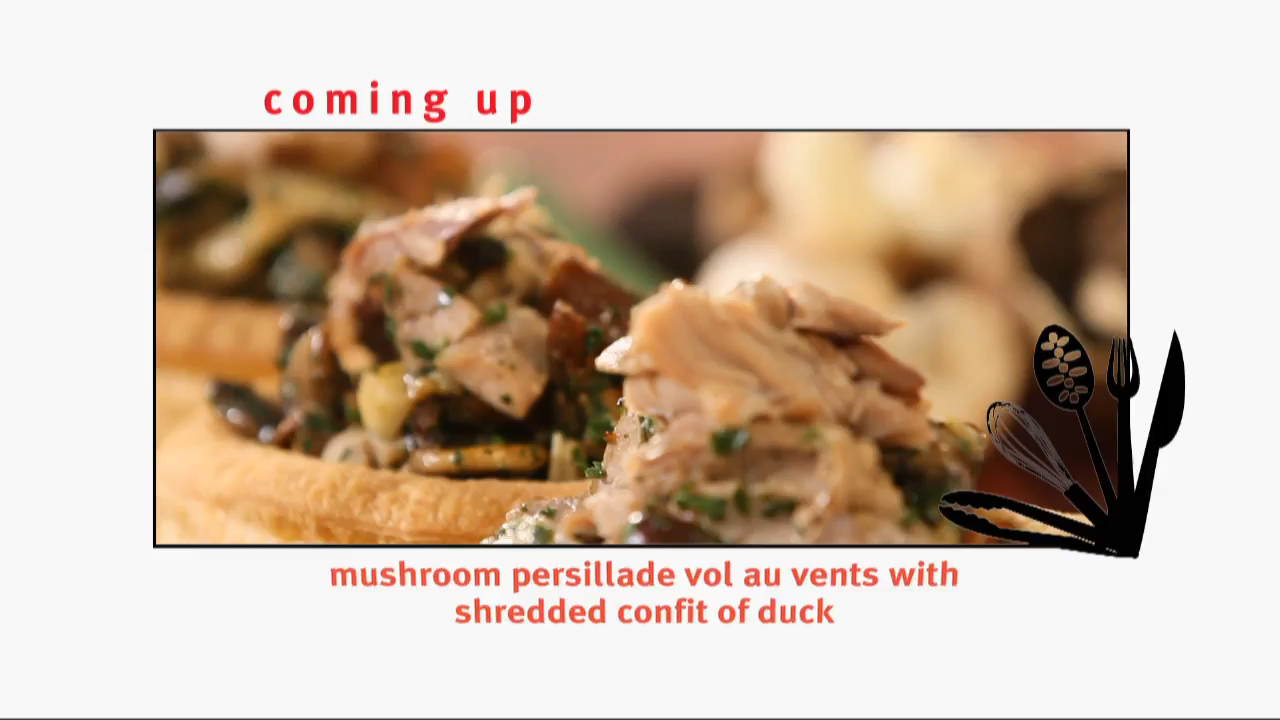 coming up
mushroom persillade vol au vents with
shredded confit of duck